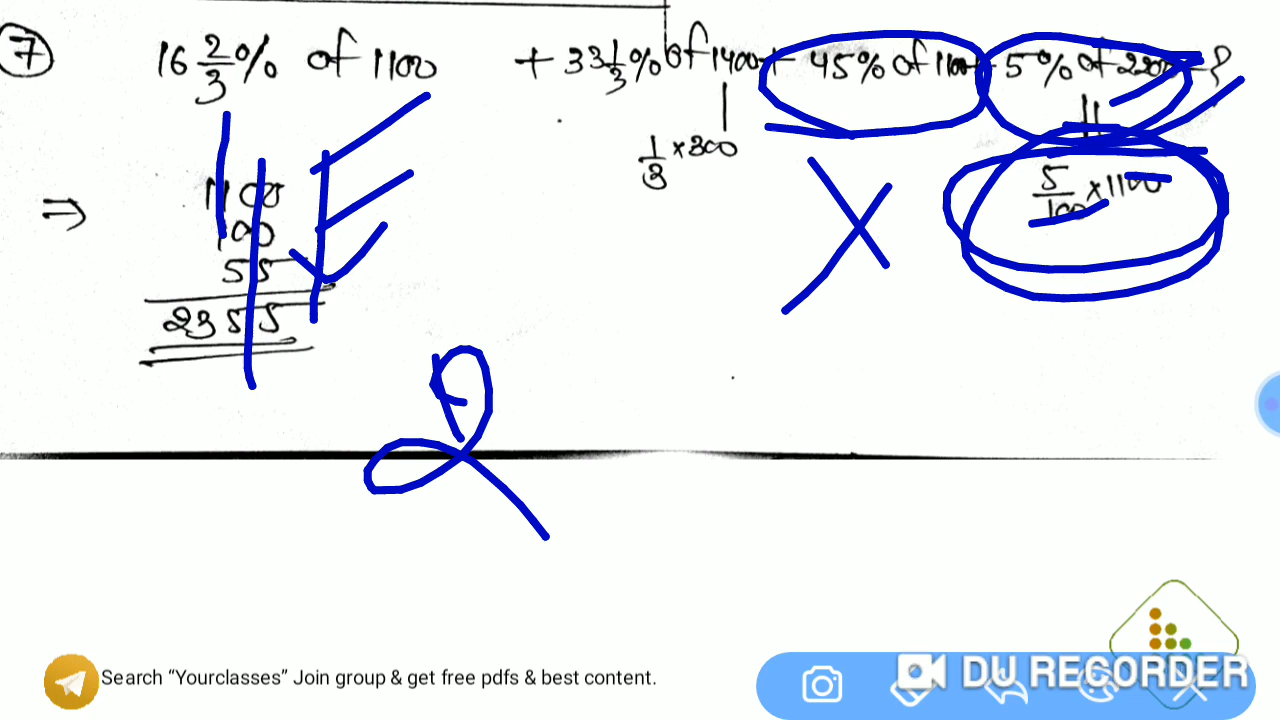 7 16 2/3% of 1100 + 33 1/3% of 1400 + 45% of 1100 + 5% of 2200 = ?
1/3 × 300
5/100 × 1100
⇒ 1100
100
55
2355
2
Search “Yourclasses” Join group & get free pdfs & best content.
DU RECORDER